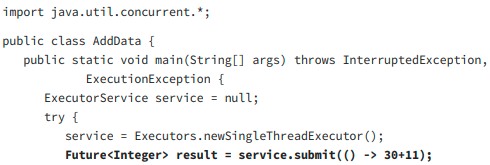 import java.util.concurrent.*;
public class AddData {
public static void main(String[] args) throws InterruptedException,
ExecutionException {
ExecutorService service = null;
try {
service = Executors.newSingleThreadExecutor();
Future<Integer> result = service.submit(() -> 30+11);